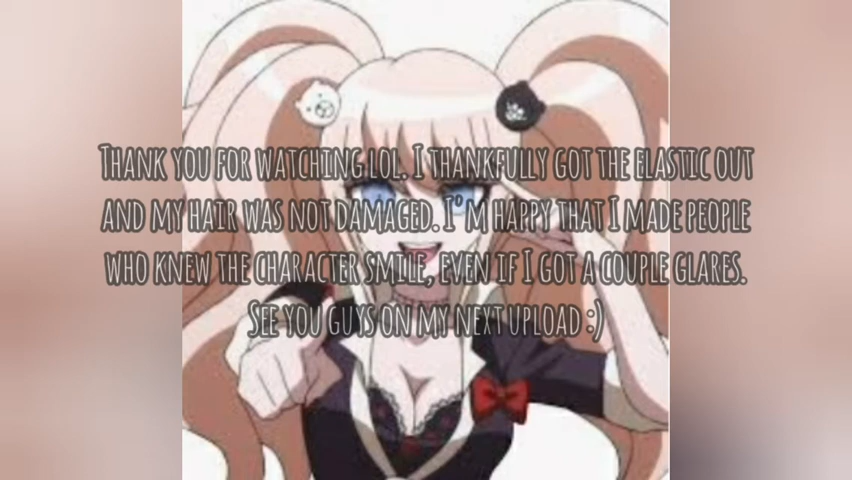 Thank you for watching lol. I thankfully got the elastic out
and my hair was not damaged. I'm happy that I made people
who knew the character smile, even if I got a couple glares.
See you guys on my next upload :)